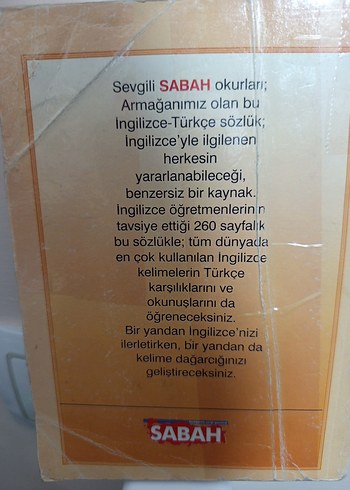 Sevgili SABAH okurları;
Armağanımız olan bu
İngilizce-Türkçe sözlük;
İngilizce'yle ilgilenen
herkesin
yararlanabileceği,
benzersiz bir kaynak.
İngilizce öğretmenlerinin
tavsiye ettiği 260 sayfalık
bu sözlükle; tüm dünyada
en çok kullanılan İngilizce
kelimelerin Türkçe
karşılıklarını ve
okunuşlarını da
öğreneceksiniz.
Bir yandan İngilizce'nizi
ilerletirken, bir yandan da
kelime dağarcığınızı
geliştireceksiniz.
SABAH